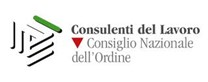 Consulenti del Lavoro
Consiglio Nazionale
dell'Ordine